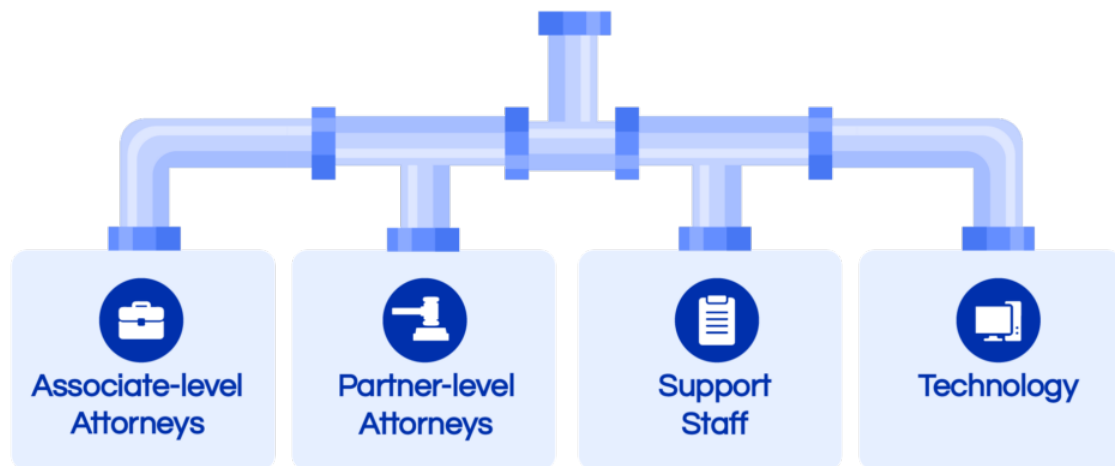 Associate-level
Attorneys
Partner-level
Attorneys
Support
Staff
Technology